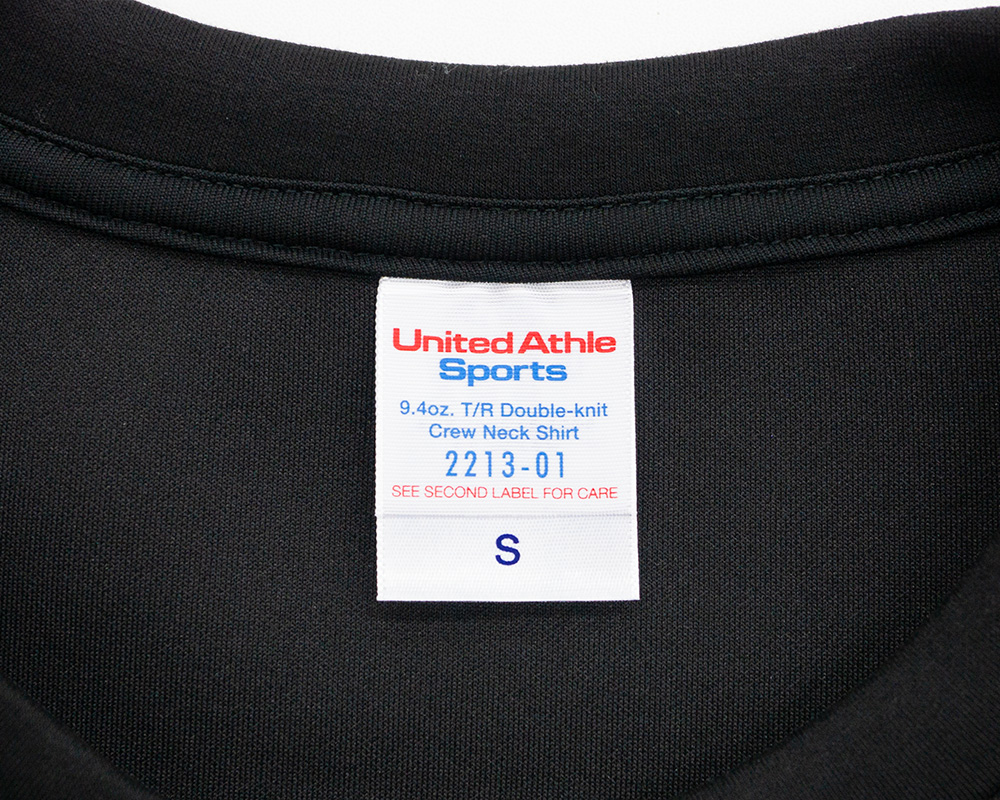 United Athle
Sports
9.4oz. T/R Double-knit
Crew Neck Shirt
2213-01
SEE SECOND LABEL FOR CARE
S